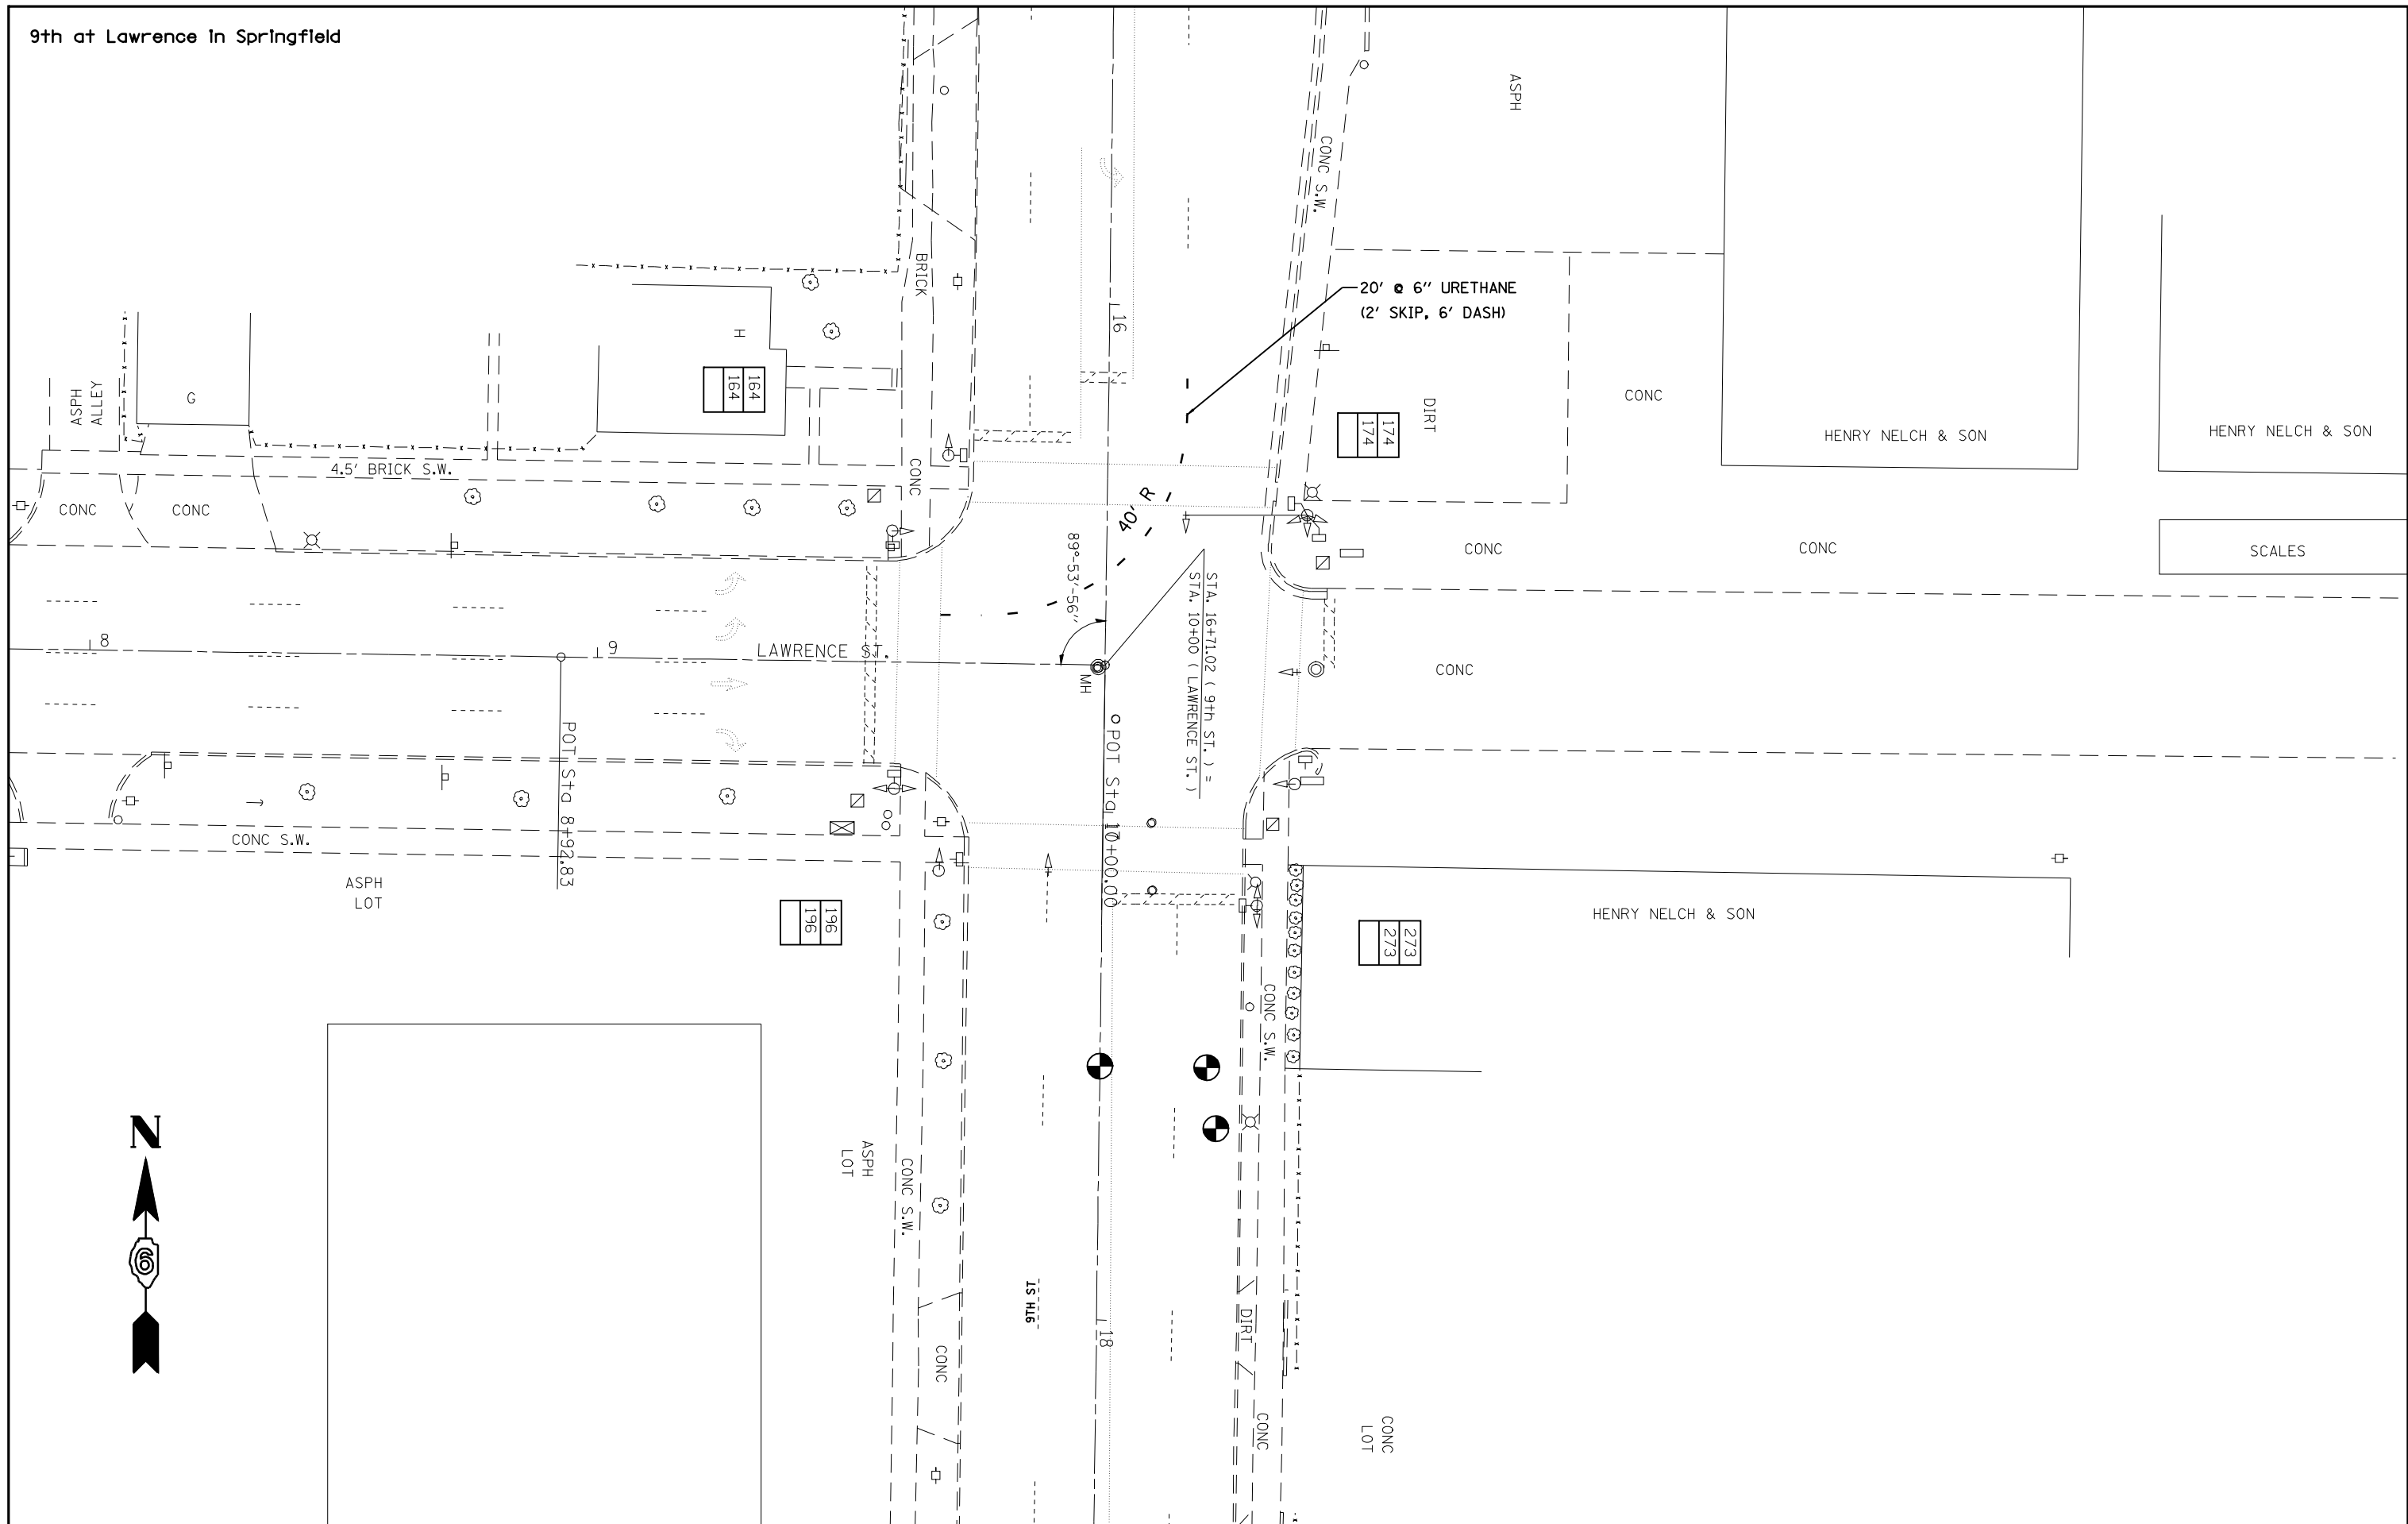 9th at Lawrence in Springfield
ASPH
CONC S.W.
BRICK
16
20' @ 6" URETHANE
(2' SKIP, 6' DASH)
H
164
164
ASPH
ALLEY
G
174
174
DIRT
CONC
HENRY NELCH & SON
HENRY NELCH & SON
4.5' BRICK S.W.
CONC
CONC
CONC
40' R
89°-53'-56"
STA. 16+71.02 ( 9th ST. ) =
STA. 10+00 ( LAWRENCE ST. )
CONC
CONC
SCALES
8
9
LAWRENCE ST.
MH
CONC
POT Sta 8+92.83
POT Sta 10+00.00
17
CONC S.W.
ASPH
LOT
196
196
273
273
HENRY NELCH & SON
CONC S.W.
N
6
ASPH
LOT
CONC S.W.
9TH ST
18
DIRT
CONC
CONC
CONC
LOT